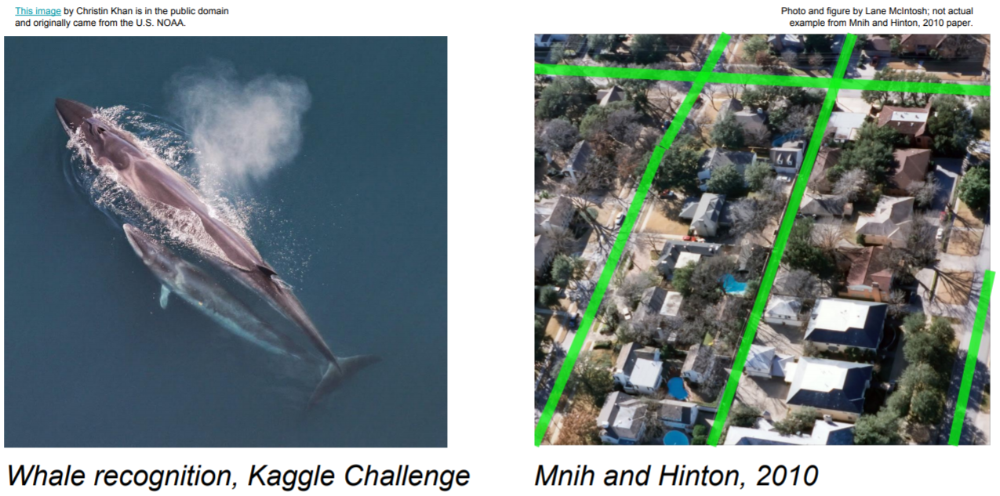 This image by Christin Khan is in the public domain
and originally came from the U.S. NOAA.
Photo and figure by Lane McIntosh; not actual
example from Mnih and Hinton, 2010 paper.
Whale recognition, Kaggle Challenge
Mnih and Hinton, 2010